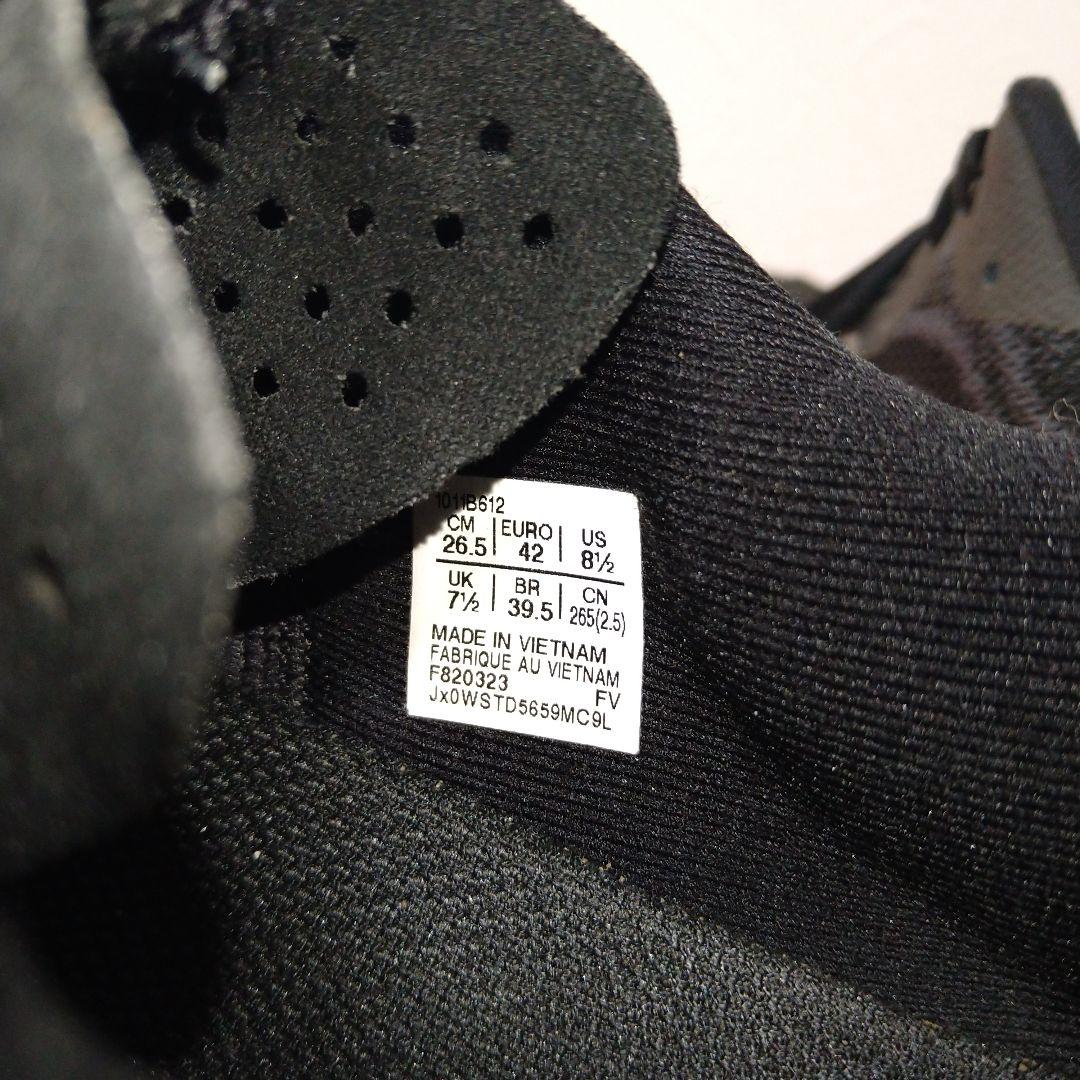 1011B612
CM EURO US
26.5 42 8½
UK BR CN
7½ 39.5 265(2.5)
MADE IN VIETNAM
FABRIQUE AU VIETNAM
F820323 FV
Jx0WSTD5659MC9L